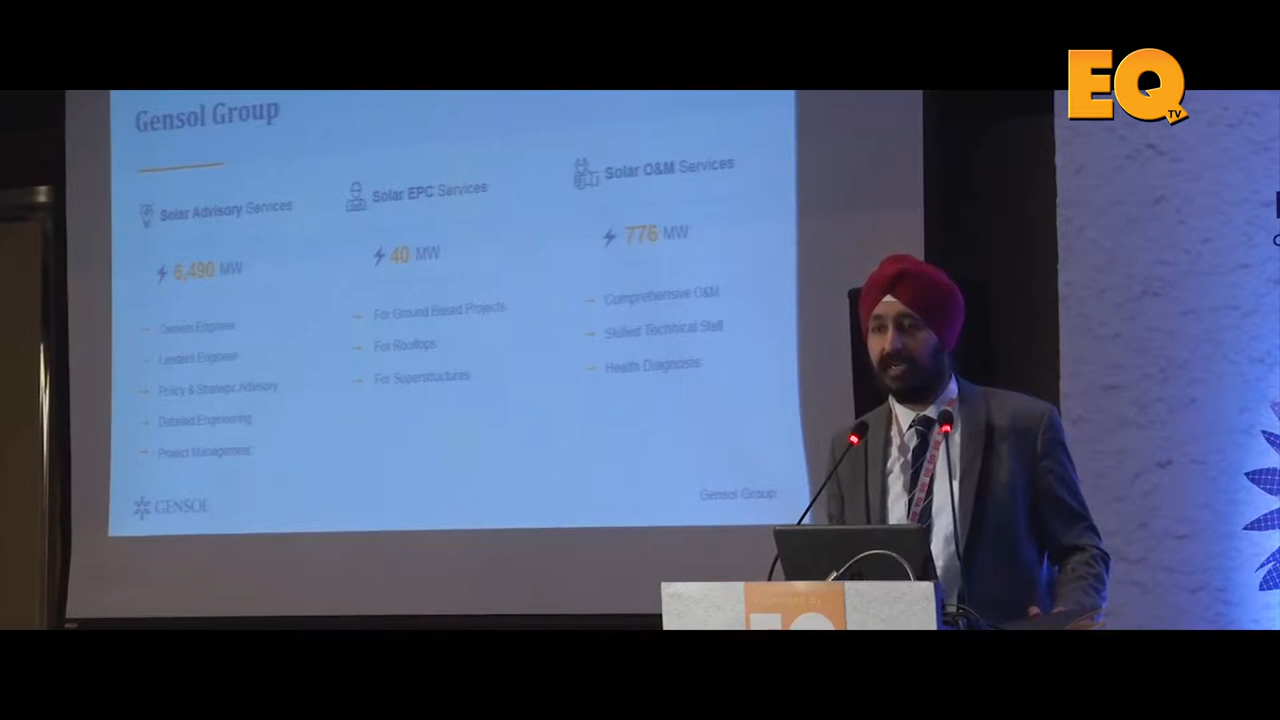 EQ
TV
Gensol Group
Solar Advisory Services
6,490 MW
Owners Engineer
Lenders Engineer
Policy & Strategic Advisory
Detailed Engineering
Project Management
Solar EPC Services
40 MW
For Ground Based Projects
For Rooftops
For Superstructures
Solar O&M Services
776 MW
Comprehensive O&M
Skilled Technical Staff
Health Diagnosis
GENSOL
Gensol Group
EQ